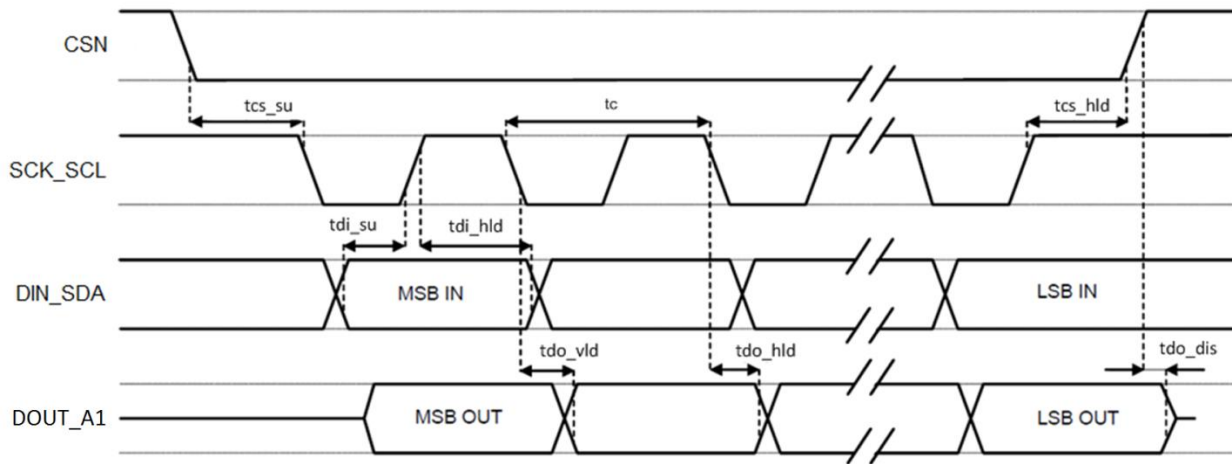 CSN
tcs_su
tc
tcs_hld
SCK_SCL
tdi_su
tdi_hld
DIN_SDA
MSB IN
LSB IN
tdo_vld
tdo_hld
tdo_dis
DOUT_A1
MSB OUT
LSB OUT